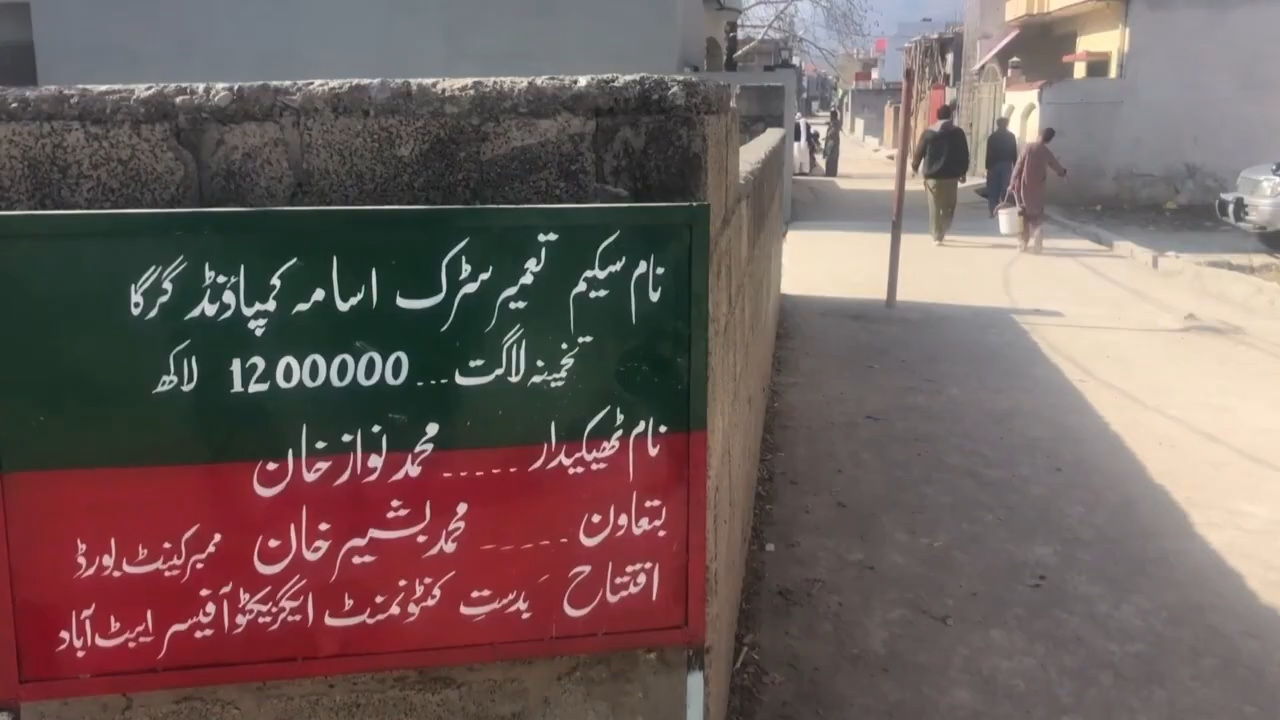 نام سکیم تعمیر سڑک اسامہ کمپاؤنڈ گرگا
تخمینہ لاگت ... 1200000 لاکھ
نام ٹھیکیدار ..... محمد نواز خان
بتعاون ..... محمد بشیر خان ممبر کینٹ بورڈ
افتتاح بَدستِ کنٹونمنٹ ایگزیکٹو آفیسر ایبٹ آباد